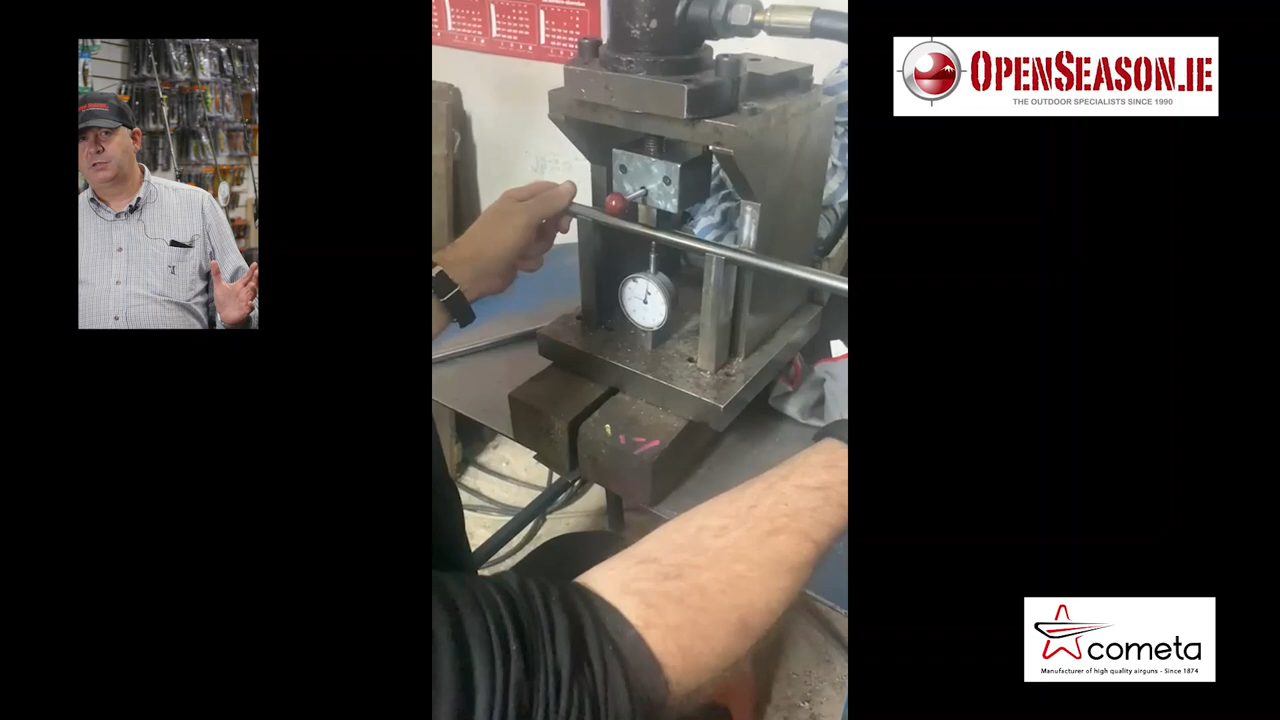 OPENSEASON.IE
THE OUTDOOR SPECIALISTS SINCE 1990
cometa
Manufacturer of high quality airguns - Since 1874